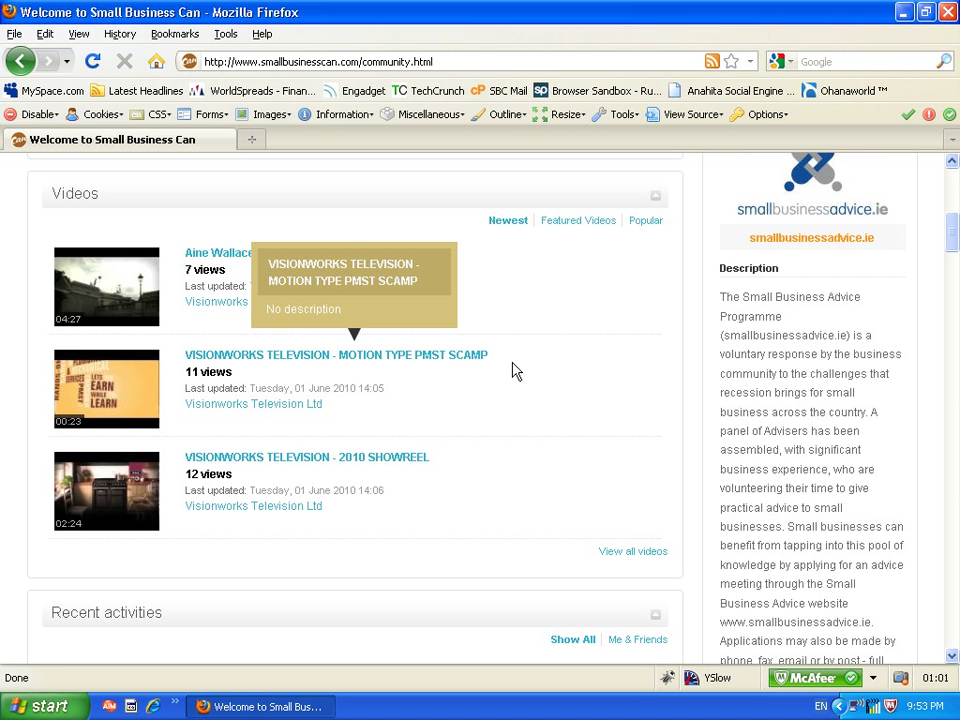 Welcome to Small Business Can - Mozilla Firefox
File Edit View History Bookmarks Tools Help
http://www.smallbusinesscan.com/community.html
Google
MySpace.com Latest Headlines WorldSpreads - Finan... Engadget TechCrunch SBC Mail Browser Sandbox - Ru... Anahita Social Engine ... Ohanaworld ™
Disable Cookies CSS Forms Images Information Miscellaneous Outline Resize Tools View Source Options
Welcome to Small Business Can
Videos
Newest Featured Videos Popular
04:27
Aine Wallace
7 views
Last updated:
Visionworks
VISIONWORKS TELEVISION -
MOTION TYPE PMST SCAMP
No description
LETS
EARN
WHILE
LEARN
00:23
VISIONWORKS TELEVISION - MOTION TYPE PMST SCAMP
11 views
Last updated: Tuesday, 01 June 2010 14:05
Visionworks Television Ltd
02:24
VISIONWORKS TELEVISION - 2010 SHOWREEL
12 views
Last updated: Tuesday, 01 June 2010 14:06
Visionworks Television Ltd
View all videos
Recent activities
Show All Me & Friends
smallbusinessadvice.ie
smallbusinessadvice.ie
Description
The Small Business Advice
Programme
(smallbusinessadvice.ie) is a
voluntary response by the business
community to the challenges that
recession brings for small
business across the country. A
panel of Advisers has been
assembled, with significant
business experience, who are
volunteering their time to give
practical advice to small
businesses. Small businesses can
benefit from tapping into this pool of
knowledge by applying for an advice
meeting through the Small
Business Advice website
www.smallbusinessadvice.ie.
Applications may also be made by
phone, fax, email or by post - full
Done
YSlow
McAfee
01:01
start
Welcome to Small Bus...
EN
9:53 PM